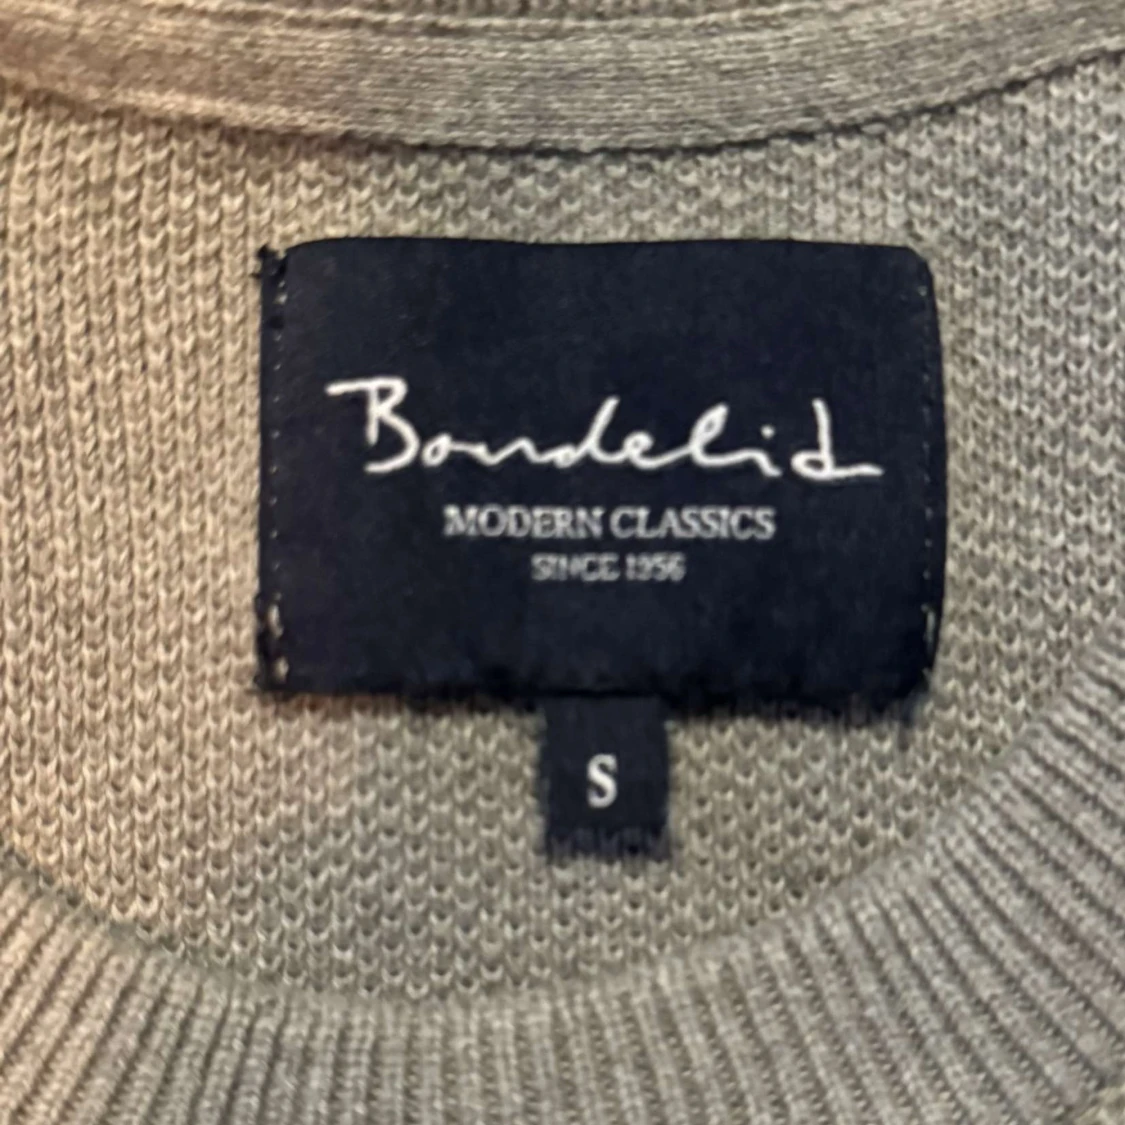 Bondelid
MODERN CLASSICS
SINCE 1956
S